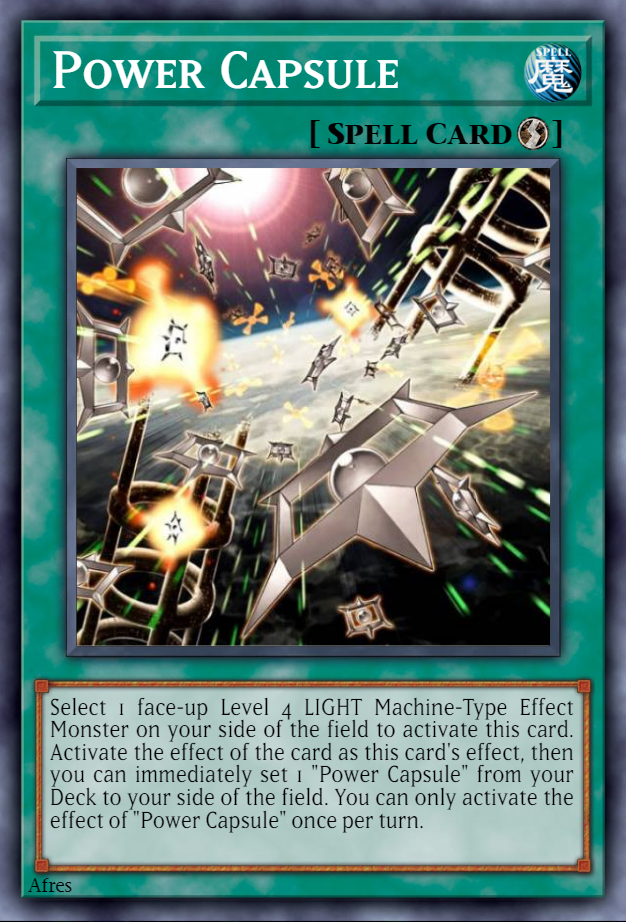 Power Capsule
SPELL
魔
[ Spell Card ]
Select 1 face-up Level 4 LIGHT Machine-Type Effect
Monster on your side of the field to activate this card.
Activate the effect of the card as this card's effect, then
you can immediately set 1 "Power Capsule" from your
Deck to your side of the field. You can only activate the
effect of "Power Capsule" once per turn.
Afres